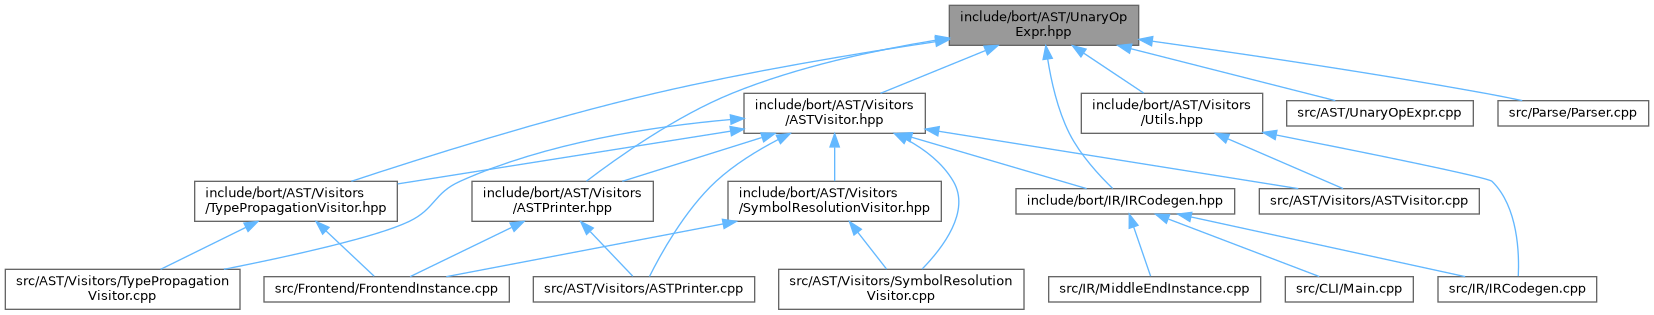 include/bort/AST/UnaryOp
Expr.hpp
include/bort/AST/Visitors
/ASTVisitor.hpp
include/bort/AST/Visitors
/Utils.hpp
src/AST/UnaryOpExpr.cpp
src/Parse/Parser.cpp
include/bort/AST/Visitors
/TypePropagationVisitor.hpp
include/bort/AST/Visitors
/ASTPrinter.hpp
include/bort/AST/Visitors
/SymbolResolutionVisitor.hpp
include/bort/IR/IRCodegen.hpp
src/AST/Visitors/ASTVisitor.cpp
src/AST/Visitors/TypePropagation
Visitor.cpp
src/Frontend/FrontendInstance.cpp
src/AST/Visitors/ASTPrinter.cpp
src/AST/Visitors/SymbolResolution
Visitor.cpp
src/IR/MiddleEndInstance.cpp
src/CLI/Main.cpp
src/IR/IRCodegen.cpp